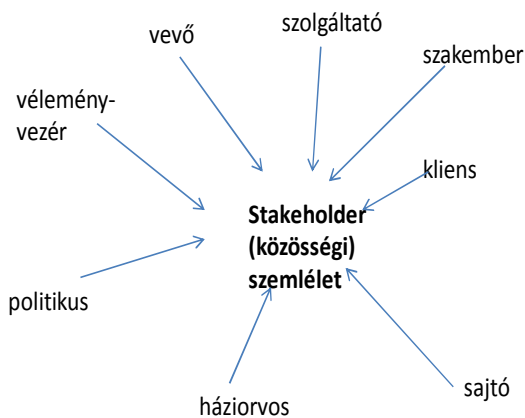 szolgáltató
vevő
szakember
vélemény-
vezér
kliens
Stakeholder
(közösségi)
szemlélet
politikus
sajtó
háziorvos